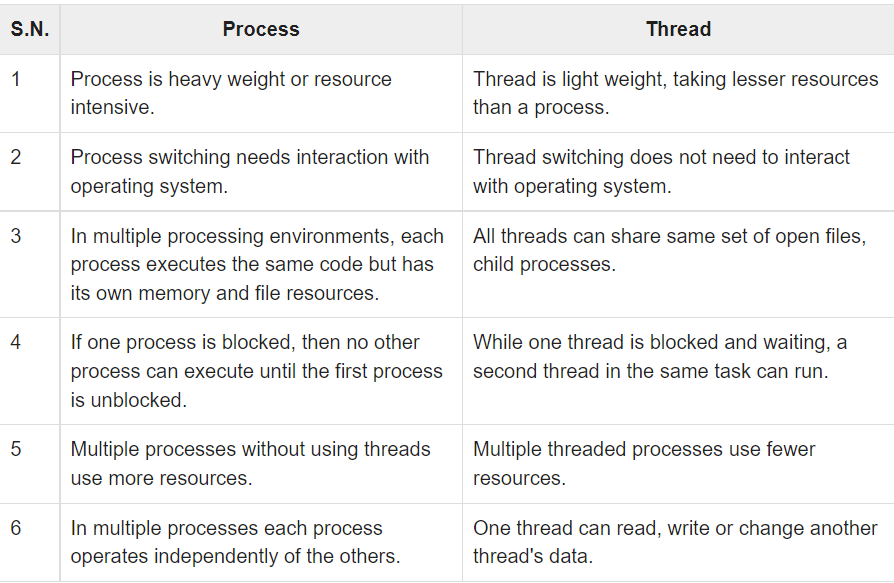 S.N. Process Thread
1 Process is heavy weight or resource Thread is light weight, taking lesser resources
intensive. than a process.
2 Process switching needs interaction with Thread switching does not need to interact
operating system. with operating system.
3 In multiple processing environments, each All threads can share same set of open files,
process executes the same code but has child processes.
its own memory and file resources.
4 If one process is blocked, then no other While one thread is blocked and waiting, a
process can execute until the first process second thread in the same task can run.
is unblocked.
5 Multiple processes without using threads Multiple threaded processes use fewer
use more resources. resources.
6 In multiple processes each process One thread can read, write or change another
operates independently of the others. thread's data.